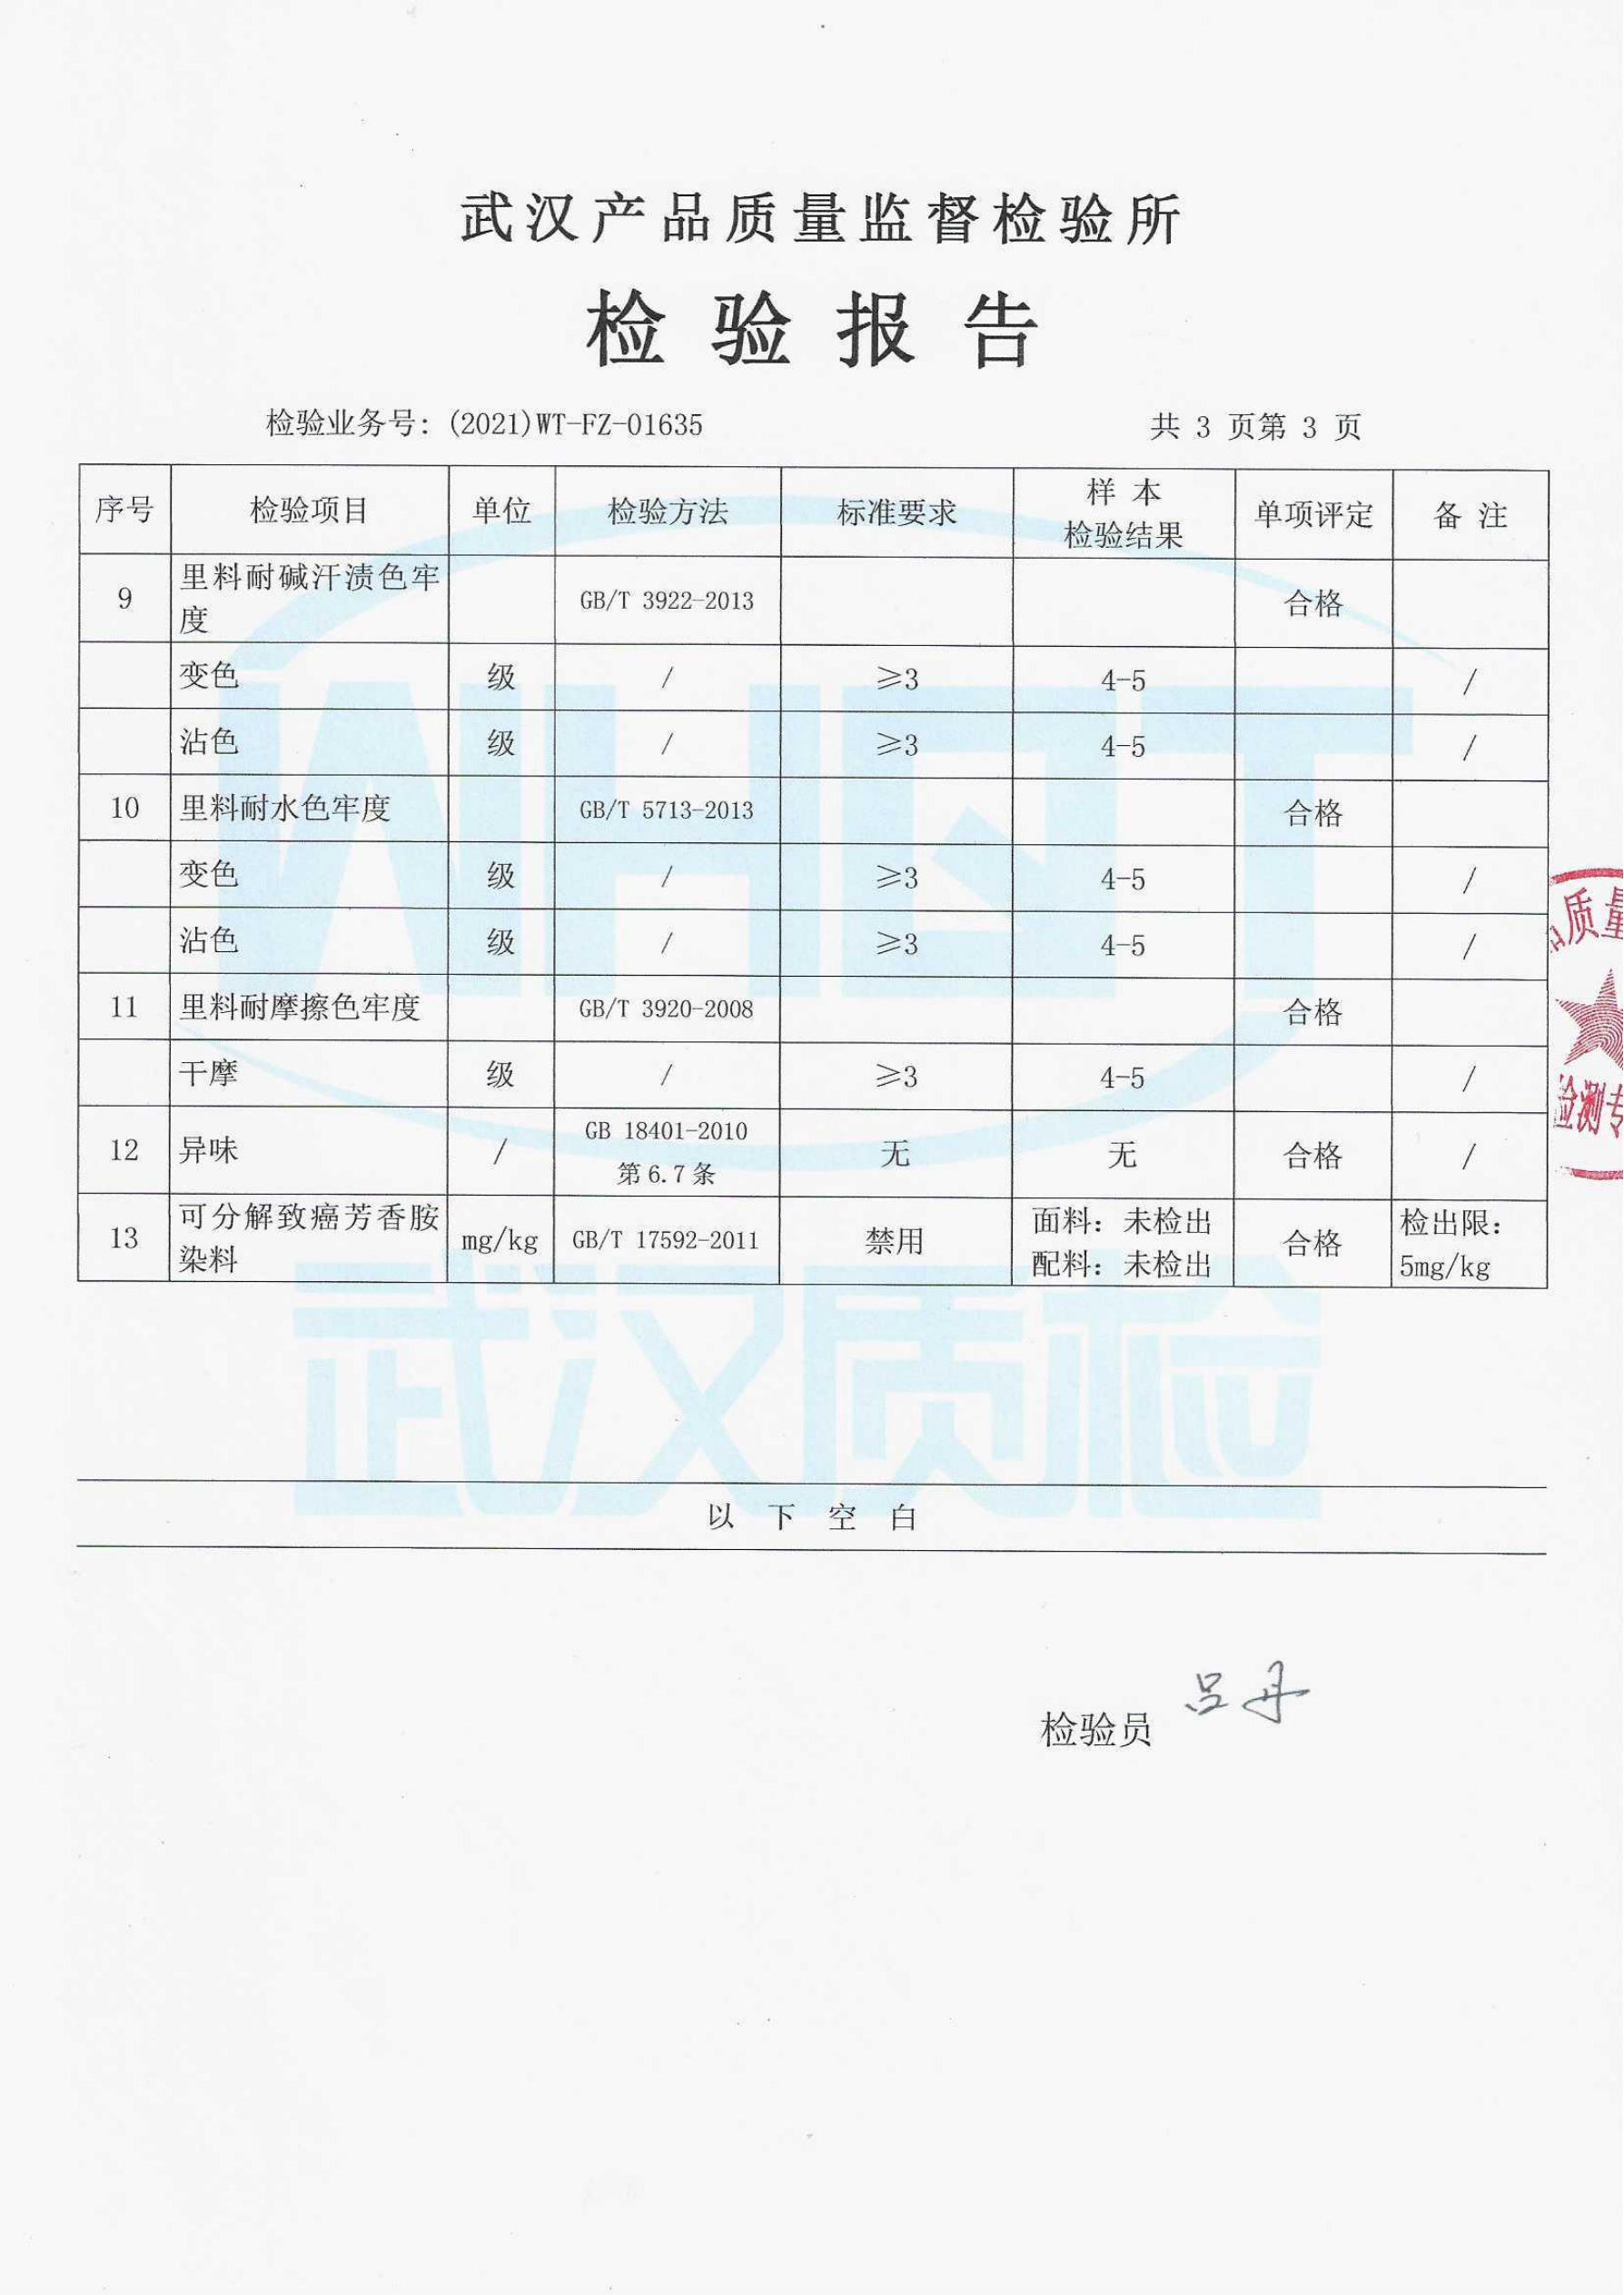 武汉产品质量监督检验所
检验报告
检验业务号：(2021)WT-FZ-01635 共 3 页第 3 页
序号 检验项目 单位 检验方法 标准要求 样 本 检验结果 单项评定 备 注
9 里料耐碱汗渍色牢度 GB/T 3922-2013 合格
变色 级 / ≥3 4-5 /
沾色 级 / ≥3 4-5 /
10 里料耐水色牢度 GB/T 5713-2013 合格
变色 级 / ≥3 4-5 /
沾色 级 / ≥3 4-5 /
11 里料耐摩擦色牢度 GB/T 3920-2008 合格
干摩 级 / ≥3 4-5 /
12 异味 / GB 18401-2010 第 6.7 条 无 无 合格 /
13 可分解致癌芳香胺染料 mg/kg GB/T 17592-2011 禁用 面料：未检出 配料：未检出 合格 检出限：5mg/kg
WHQT
武汉质检
质量
检测专
以 下 空 白
检验员 吕丹